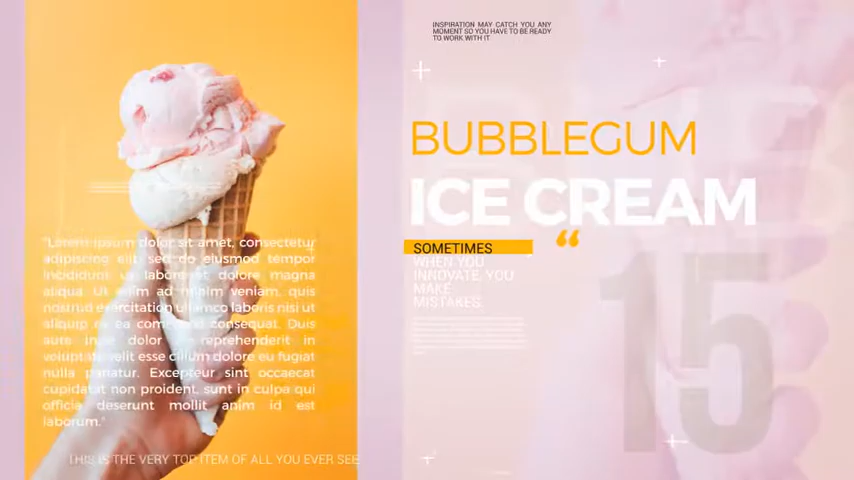 INSPIRATION MAY CATCH YOU ANY
MOMENT SO YOU HAVE TO BE READY
TO WORK WITH IT
BUBBLEGUM
ICE CREAM
SOMETIMES
WHEN YOU
INNOVATE, YOU
MAKE
MISTAKES.
“
15
"Lorem ipsum dolor sit amet, consectetur
adipiscing elit, sed do eiusmod tempor
incididunt ut labore et dolore magna
aliqua. Ut enim ad minim veniam, quis
nostrud exercitation ullamco laboris nisi ut
aliquip ex ea commodo consequat. Duis
aute irure dolor in reprehenderit in
voluptate velit esse cillum dolore eu fugiat
nulla pariatur. Excepteur sint occaecat
cupidatat non proident, sunt in culpa qui
officia deserunt mollit anim id est
laborum."
THIS IS THE VERY TOP ITEM OF ALL YOU EVER SEE